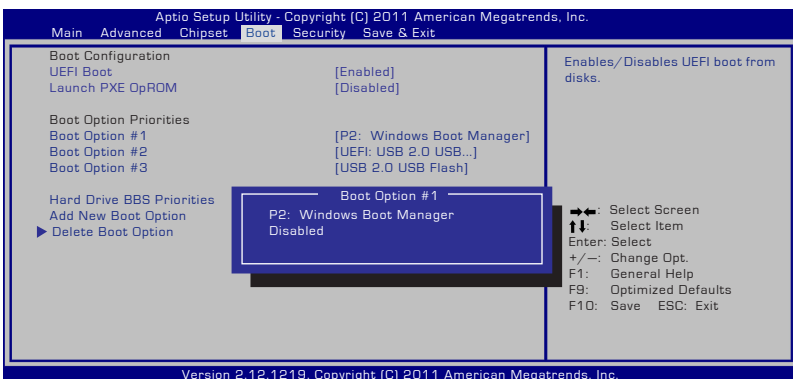 Aptio Setup Utility - Copyright (C) 2011 American Megatrends, Inc.
Main Advanced Chipset Boot Security Save & Exit
Boot Configuration
UEFI Boot [Enabled]
Launch PXE OpROM [Disabled]
Boot Option Priorities
Boot Option #1 [P2: Windows Boot Manager]
Boot Option #2 [UEFI: USB 2.0 USB...]
Boot Option #3 [USB 2.0 USB Flash]
Hard Drive BBS Priorities
Add New Boot Option
Delete Boot Option
Boot Option #1
P2: Windows Boot Manager
Disabled
Enables/Disables UEFI boot from
disks.
→←: Select Screen
↑↓: Select Item
Enter: Select
+/—: Change Opt.
F1: General Help
F9: Optimized Defaults
F10: Save ESC: Exit
Version 2.12.1219. Copyright (C) 2011 American Megatrends, Inc.